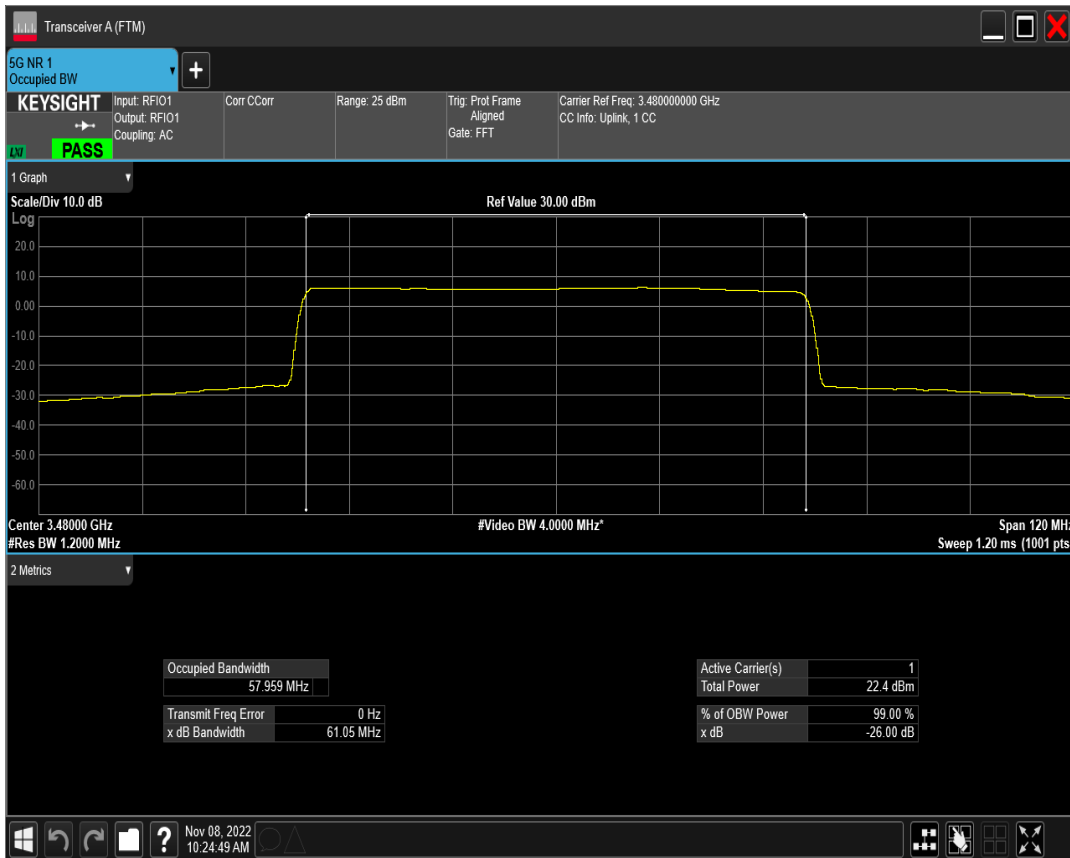 Transceiver A (FTM)
5G NR 1
Occupied BW
+
KEYSIGHT
LXI
PASS
Input: RFIO1
Output: RFIO1
Coupling: AC
Corr CCorr
Range: 25 dBm
Trig: Prot Frame
Aligned
Gate: FFT
Carrier Ref Freq: 3.480000000 GHz
CC Info: Uplink, 1 CC
1 Graph
Scale/Div 10.0 dB
Ref Value 30.00 dBm
Log
20.0
10.0
0.00
-10.0
-20.0
-30.0
-40.0
-50.0
-60.0
Center 3.48000 GHz
#Video BW 4.0000 MHz*
Span 120 MHz
#Res BW 1.2000 MHz
Sweep 1.20 ms (1001 pts
2 Metrics
Occupied Bandwidth
57.959 MHz
Transmit Freq Error 0 Hz
x dB Bandwidth 61.05 MHz
Active Carrier(s) 1
Total Power 22.4 dBm
% of OBW Power 99.00 %
x dB -26.00 dB
?
Nov 08, 2022
10:24:49 AM